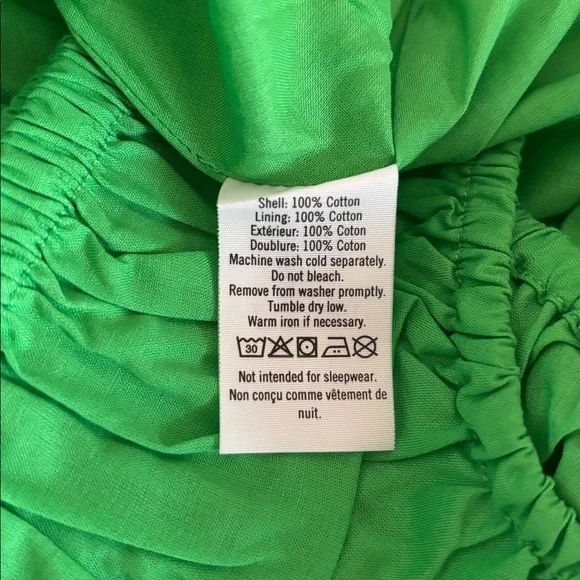 Shell: 100% Cotton
Lining: 100% Cotton
Extérieur: 100% Coton
Doublure: 100% Coton
Machine wash cold separately.
Do not bleach.
Remove from washer promptly.
Tumble dry low.
Warm iron if necessary.
30
Not intended for sleepwear.
Non conçu comme vêtement de
nuit.